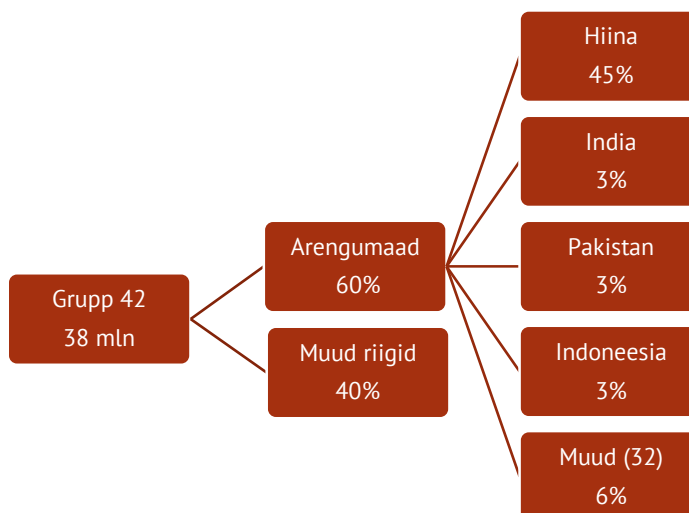 Grupp 42
38 mln
Arengumaad
60%
Muud riigid
40%
Hiina
45%
India
3%
Pakistan
3%
Indoneesia
3%
Muud (32)
6%